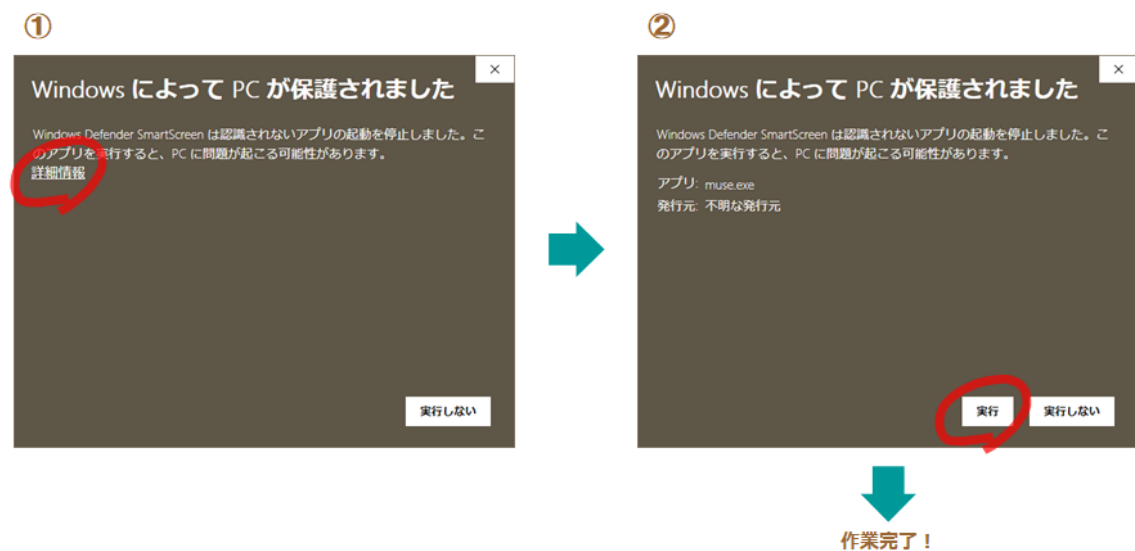 ①
Windows によって PC が保護されました
Windows Defender SmartScreen は認識されないアプリの起動を停止しました。こ
のアプリを実行すると、PC に問題が起こる可能性があります。
詳細情報
実行しない
②
Windows によって PC が保護されました
Windows Defender SmartScreen は認識されないアプリの起動を停止しました。こ
のアプリを実行すると、PC に問題が起こる可能性があります。
アプリ: muse.exe
発行元: 不明な発行元
実行 実行しない
作業完了！